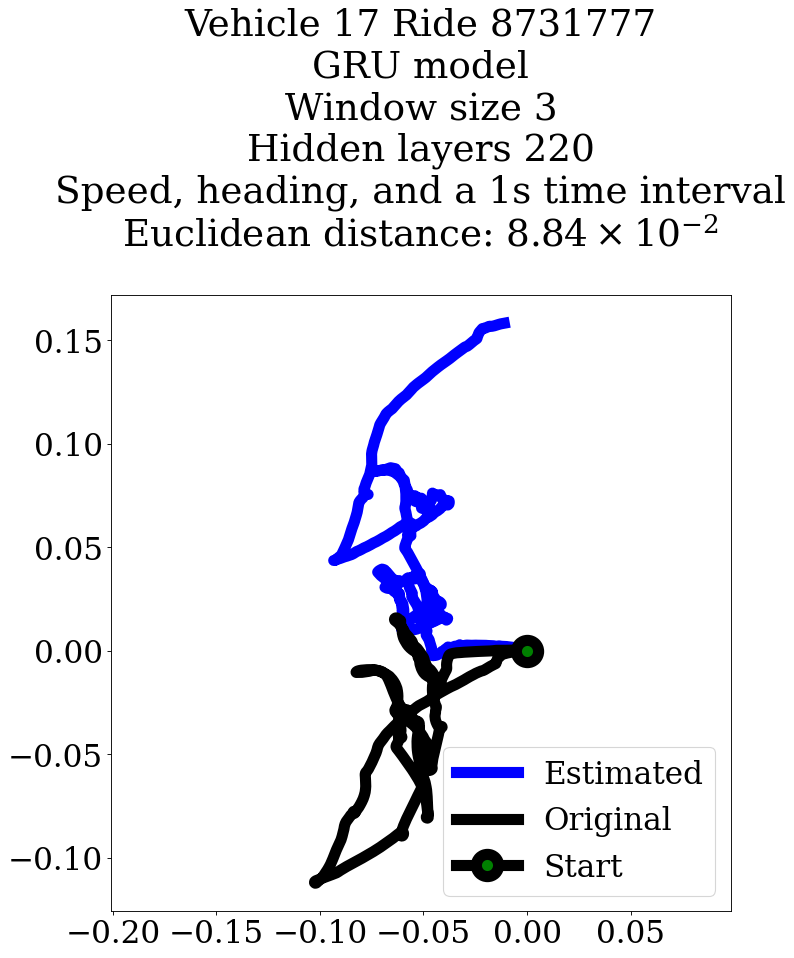 Vehicle 17 Ride 8731777
GRU model
Window size 3
Hidden layers 220
Speed, heading, and a 1s time interval
Euclidean distance: 8.84 × 10⁻²
0.15
0.10
0.05
0.00
−0.05
−0.10
Estimated
Original
Start
−0.20 −0.15 −0.10 −0.05 0.00 0.05